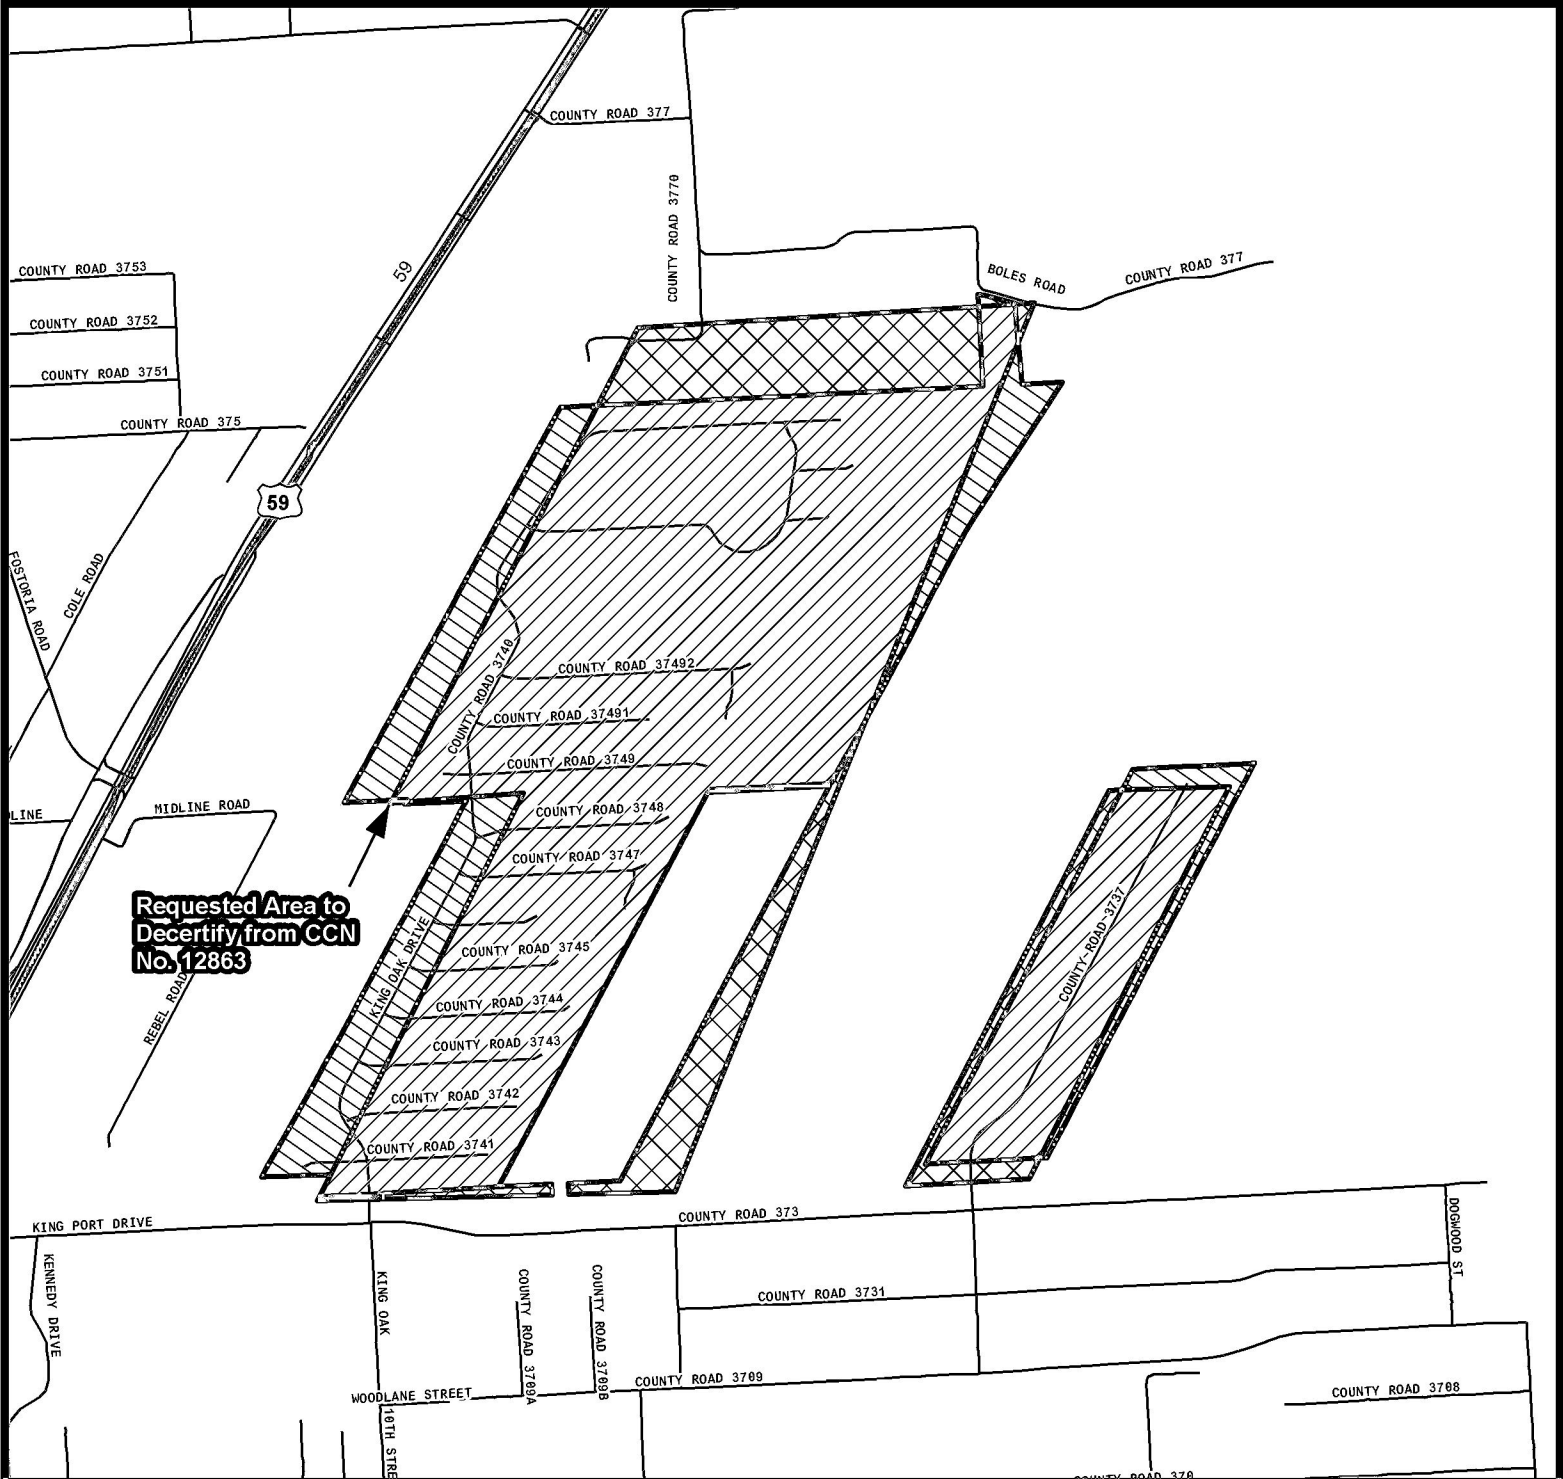 COUNTY ROAD 377
COUNTY ROAD 3770
COUNTY ROAD 3753
59
BOLES ROAD
COUNTY ROAD 377
COUNTY ROAD 3752
COUNTY ROAD 3751
COUNTY ROAD 375
59
FOSTORIA ROAD
COLE ROAD
COUNTY ROAD 3740
COUNTY ROAD 37492
COUNTY ROAD 37491
COUNTY ROAD 3749
LINE
MIDLINE ROAD
COUNTY ROAD 3748
COUNTY ROAD 3747
Requested Area to
Decertify from CCN
No. 12863
REBEL ROAD
KING OAK DRIVE
COUNTY ROAD 3745
COUNTY ROAD 3744
COUNTY ROAD 3743
COUNTY ROAD 3742
COUNTY ROAD 3741
COUNTY ROAD 3737
KING PORT DRIVE
COUNTY ROAD 373
DOGWOOD ST
KENNEDY DRIVE
KING OAK
COUNTY ROAD 3709A
COUNTY ROAD 3709B
COUNTY ROAD 3731
WOODLANE STREET
COUNTY ROAD 3709
COUNTY ROAD 3708
10TH STRE
COUNTY ROAD 370